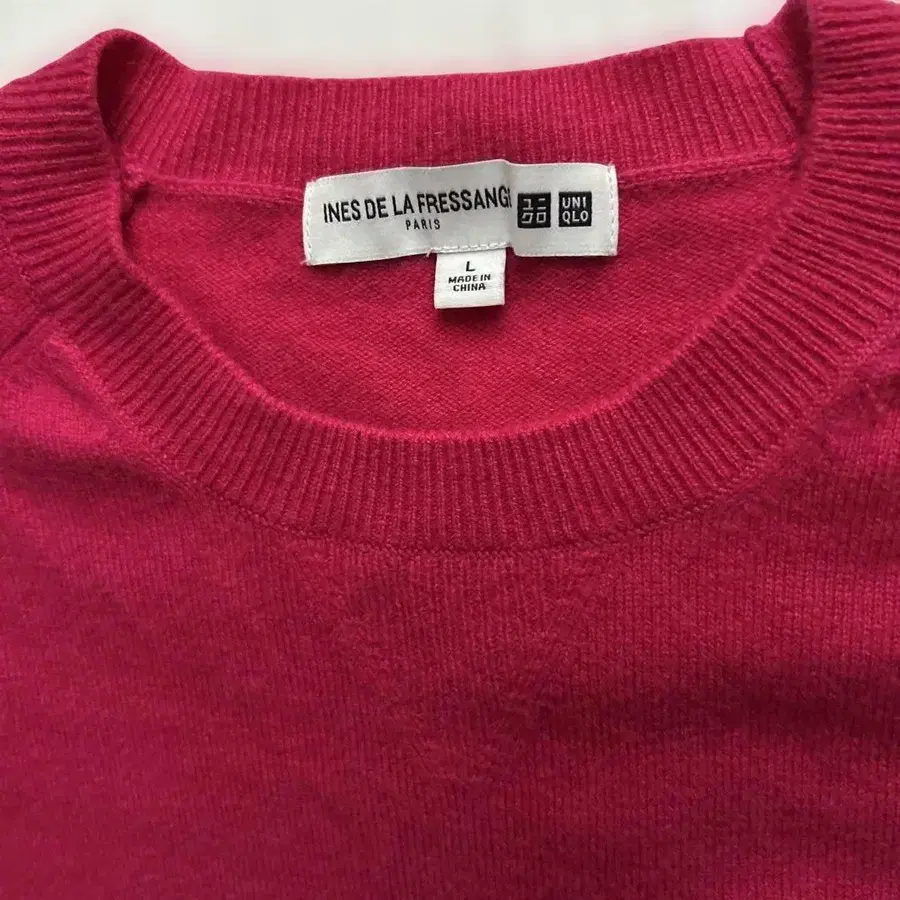 INES DE LA FRESSANG
PARIS
ユニ
クロ
UNI
QLO
L
MADE IN
CHINA